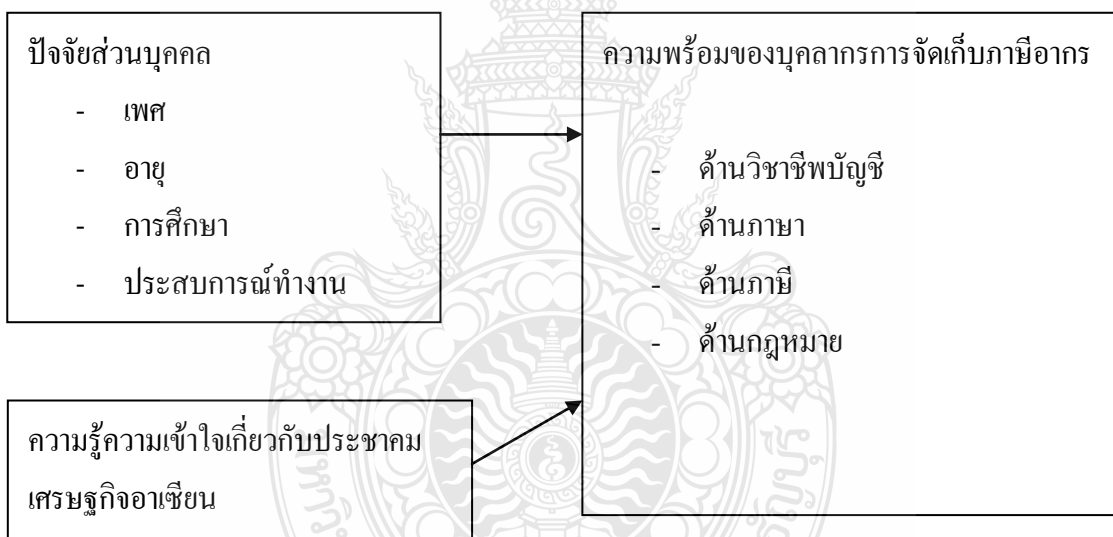 ปัจจัยส่วนบุคคล
- เพศ
- อายุ
- การศึกษา
- ประสบการณ์ทำงาน
ความรู้ความเข้าใจเกี่ยวกับประชาคม
เศรษฐกิจอาเซียน
ความพร้อมของบุคลากรการจัดเก็บภาษีอากร
- ด้านวิชาชีพบัญชี
- ด้านภาษา
- ด้านภาษี
- ด้านกฎหมาย